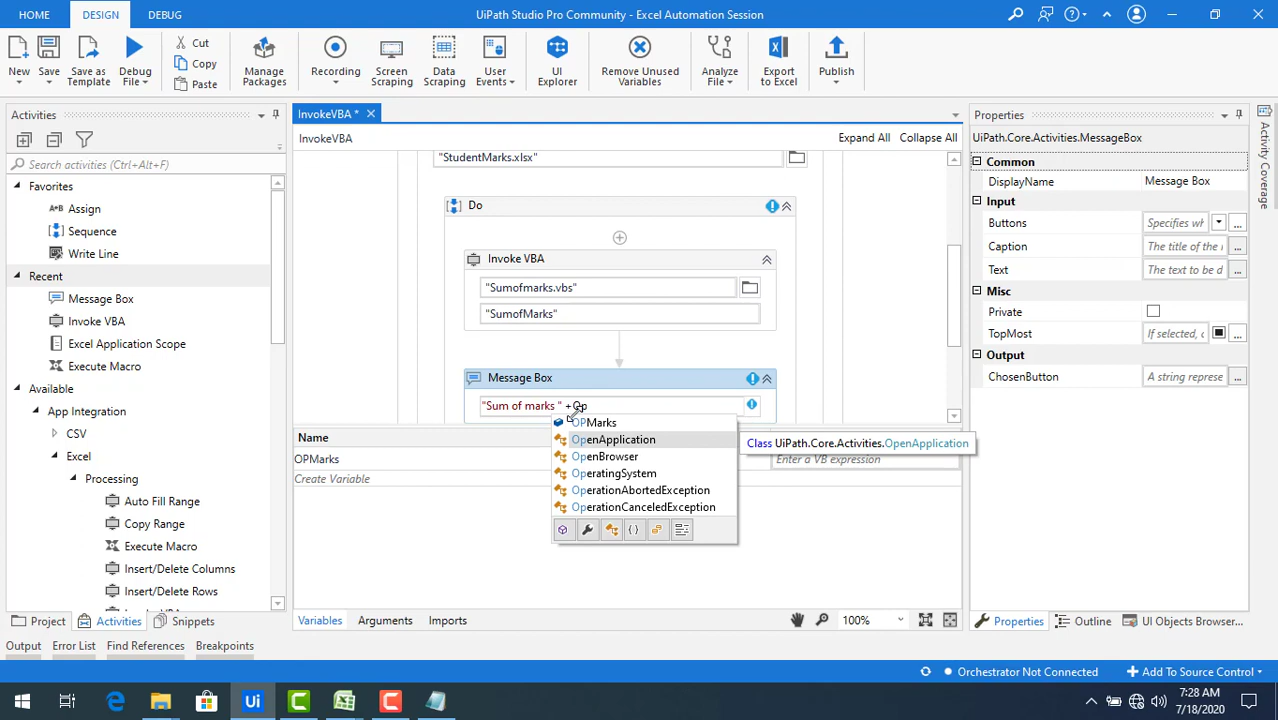 HOME DESIGN DEBUG UiPath Studio Pro Community - Excel Automation Session
New Save Save as Template Debug File Cut Copy Paste Manage Packages Recording Screen Scraping Data Scraping User Events UI Explorer Remove Unused Variables Analyze File Export to Excel Publish
Activities
Search activities (Ctrl+Alt+F)
Favorites
Assign
Sequence
Write Line
Recent
Message Box
Invoke VBA
Excel Application Scope
Execute Macro
Available
App Integration
CSV
Excel
Processing
Auto Fill Range
Copy Range
Execute Macro
Insert/Delete Columns
Insert/Delete Rows
Project Activities Snippets
InvokeVBA *
InvokeVBA Expand All Collapse All
"StudentMarks.xlsx"
Do
Invoke VBA
"Sumofmarks.vbs"
"SumofMarks"
Message Box
"Sum of marks " +Op
OPMarks
OpenApplication
OpenBrowser
OperatingSystem
OperationAbortedException
OperationCanceledException
Class UiPath.Core.Activities.OpenApplication
Name
OPMarks Enter a VB expression
Create Variable
Variables Arguments Imports 100%
Properties
UiPath.Core.Activities.MessageBox
Common
DisplayName Message Box
Input
Buttons Specifies wh ...
Caption The title of the ...
Text The text to be d ...
Misc
Private
TopMost If selected, ...
Output
ChosenButton A string represe ...
Properties Outline UI Objects Browser...
Activity Coverage
Output Error List Find References Breakpoints
Orchestrator Not Connected Add To Source Control
Ui
7:28 AM
7/18/2020